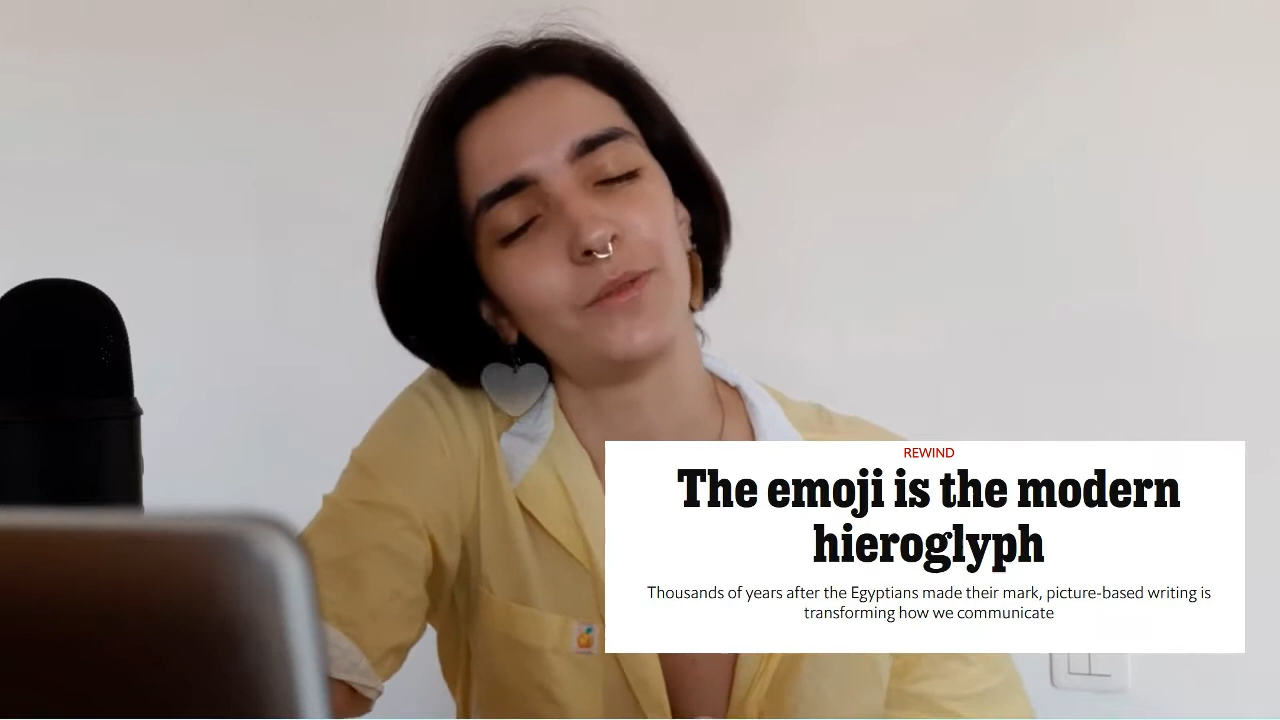 REWIND
The emoji is the modern
hieroglyph
Thousands of years after the Egyptians made their mark, picture-based writing is
transforming how we communicate